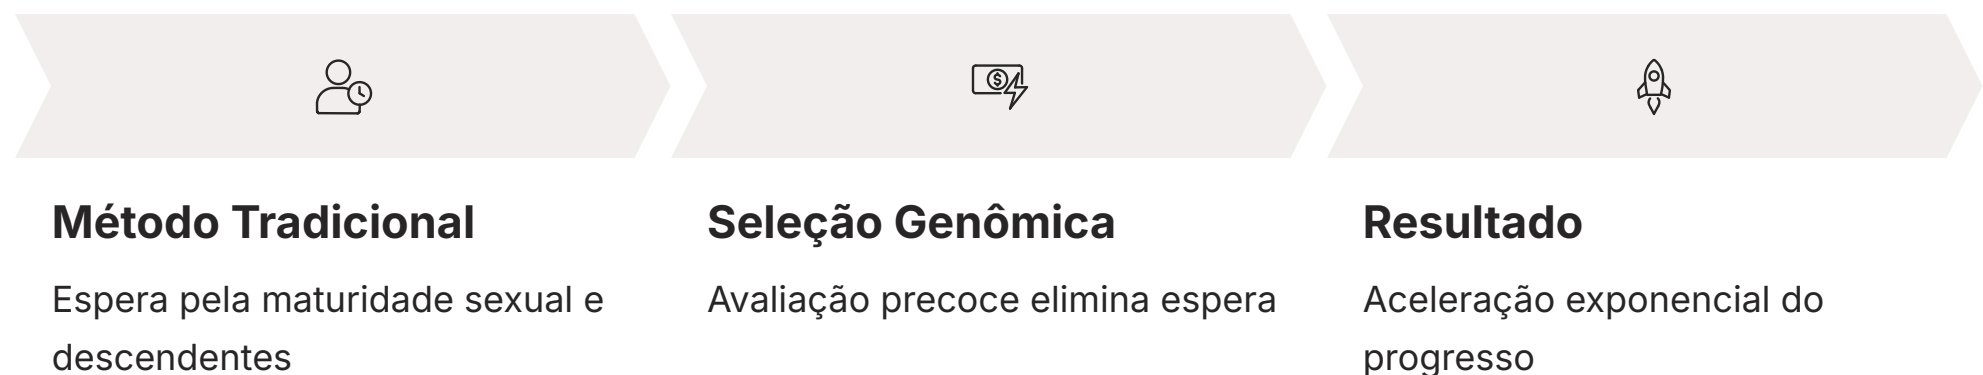 Método Tradicional
Espera pela maturidade sexual e
descendentes
Seleção Genômica
Avaliação precoce elimina espera
Resultado
Aceleração exponencial do
progresso